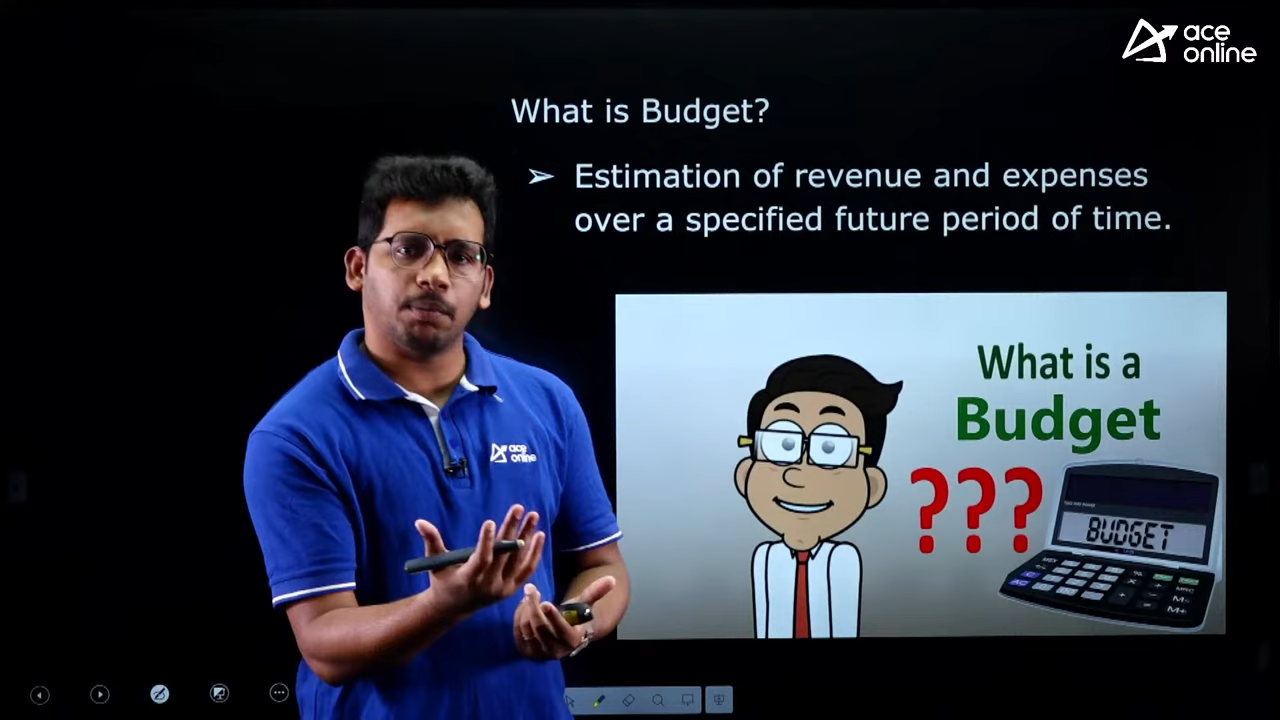 ace
online
What is Budget?
➢ Estimation of revenue and expenses
over a specified future period of time.
What is a
Budget
???
BUDGET
ace
online